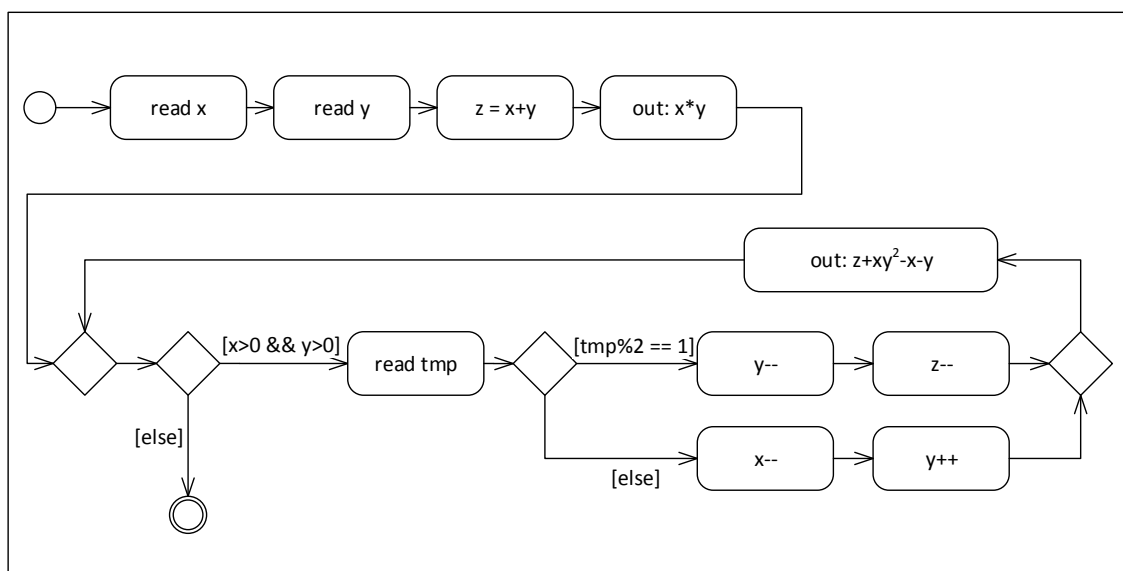 read x
read y
z = x+y
out: x*y
out: z+xy²-x-y
[x>0 && y>0]
read tmp
[tmp%2 == 1]
y--
z--
[else]
x--
y++
[else]